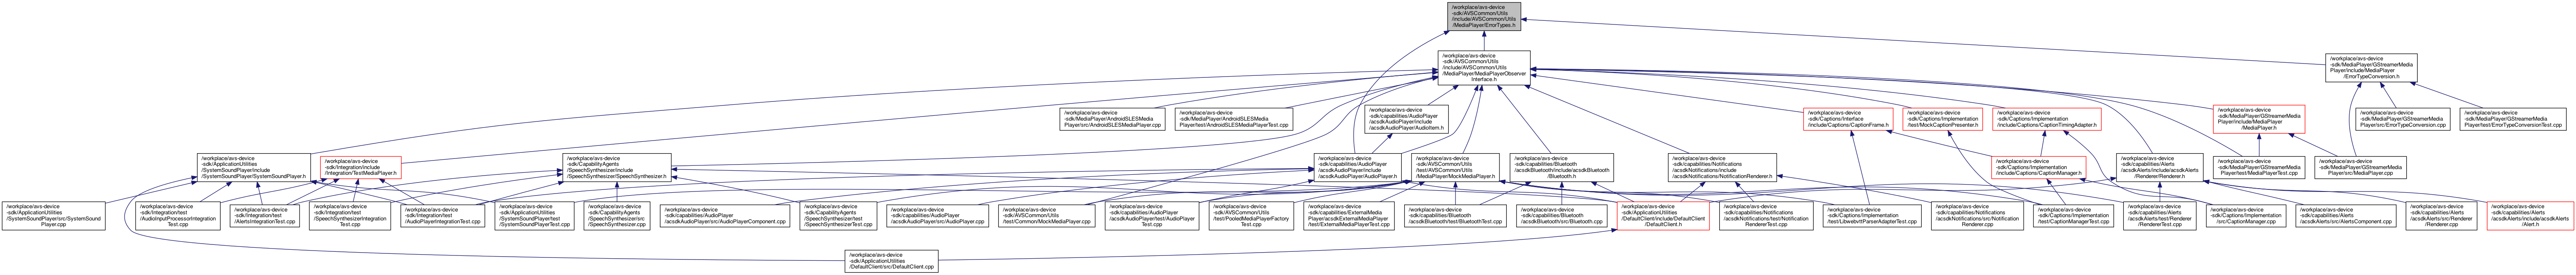 /workplace/avs-device
-sdk/AVSCommon/Utils
/include/AVSCommon/Utils
/MediaPlayer/ErrorTypes.h
/workplace/avs-device
-sdk/AVSCommon/Utils
/include/AVSCommon/Utils
/MediaPlayer/MediaPlayerObserver
Interface.h
/workplace/avs-device
-sdk/MediaPlayer/GStreamerMedia
Player/include/MediaPlayer
/ErrorTypeConversion.h
/workplace/avs-device
-sdk/MediaPlayer/AndroidSLESMedia
Player/src/AndroidSLESMediaPlayer.cpp
/workplace/avs-device
-sdk/MediaPlayer/AndroidSLESMedia
Player/test/AndroidSLESMediaPlayerTest.cpp
/workplace/avs-device
-sdk/capabilities/AudioPlayer
/acsdkAudioPlayer/include
/acsdkAudioPlayer/AudioItem.h
/workplace/avs-device
-sdk/Captions/Interface
/include/Captions/CaptionFrame.h
/workplace/avs-device
-sdk/Captions/Implementation
/test/MockCaptionPresenter.h
/workplace/avs-device
-sdk/Captions/Implementation
/include/Captions/CaptionTimingAdapter.h
/workplace/avs-device
-sdk/MediaPlayer/GStreamerMedia
Player/include/MediaPlayer
/MediaPlayer.h
/workplace/avs-device
-sdk/MediaPlayer/GStreamerMedia
Player/src/ErrorTypeConversion.cpp
/workplace/avs-device
-sdk/MediaPlayer/GStreamerMedia
Player/test/ErrorTypeConversionTest.cpp
/workplace/avs-device
-sdk/ApplicationUtilities
/SystemSoundPlayer/include
/SystemSoundPlayer/SystemSoundPlayer.h
/workplace/avs-device
-sdk/Integration/include
/Integration/TestMediaPlayer.h
/workplace/avs-device
-sdk/CapabilityAgents
/SpeechSynthesizer/include
/SpeechSynthesizer/SpeechSynthesizer.h
/workplace/avs-device
-sdk/capabilities/AudioPlayer
/acsdkAudioPlayer/include
/acsdkAudioPlayer/AudioPlayer.h
/workplace/avs-device
-sdk/AVSCommon/Utils
/test/AVSCommon/Utils
/MediaPlayer/MockMediaPlayer.h
/workplace/avs-device
-sdk/capabilities/Bluetooth
/acsdkBluetooth/include/acsdkBluetooth
/Bluetooth.h
/workplace/avs-device
-sdk/capabilities/Notifications
/acsdkNotifications/include
/acsdkNotifications/NotificationRenderer.h
/workplace/avs-device
-sdk/Captions/Implementation
/include/Captions/CaptionManager.h
/workplace/avs-device
-sdk/capabilities/Alerts
/acsdkAlerts/include/acsdkAlerts
/Renderer/Renderer.h
/workplace/avs-device
-sdk/MediaPlayer/GStreamerMedia
Player/test/MediaPlayerTest.cpp
/workplace/avs-device
-sdk/MediaPlayer/GStreamerMedia
Player/src/MediaPlayer.cpp
/workplace/avs-device
-sdk/ApplicationUtilities
/SystemSoundPlayer/src/SystemSound
Player.cpp
/workplace/avs-device
-sdk/Integration/test
/AudioInputProcessorIntegration
Test.cpp
/workplace/avs-device
-sdk/Integration/test
/AlertsIntegrationTest.cpp
/workplace/avs-device
-sdk/Integration/test
/SpeechSynthesizerIntegration
Test.cpp
/workplace/avs-device
-sdk/Integration/test
/AudioPlayerIntegrationTest.cpp
/workplace/avs-device
-sdk/ApplicationUtilities
/SystemSoundPlayer/test
/SystemSoundPlayerTest.cpp
/workplace/avs-device
-sdk/CapabilityAgents
/SpeechSynthesizer/src
/SpeechSynthesizer.cpp
/workplace/avs-device
-sdk/capabilities/AudioPlayer
/acsdkAudioPlayer/src/AudioPlayerComponent.cpp
/workplace/avs-device
-sdk/CapabilityAgents
/SpeechSynthesizer/test
/SpeechSynthesizerTest.cpp
/workplace/avs-device
-sdk/capabilities/AudioPlayer
/acsdkAudioPlayer/src/AudioPlayer.cpp
/workplace/avs-device
-sdk/AVSCommon/Utils
/test/Common/MockMediaPlayer.cpp
/workplace/avs-device
-sdk/capabilities/AudioPlayer
/acsdkAudioPlayer/test/AudioPlayer
Test.cpp
/workplace/avs-device
-sdk/AVSCommon/Utils
/test/PooledMediaPlayerFactory
Test.cpp
/workplace/avs-device
-sdk/capabilities/ExternalMedia
Player/acsdkExternalMediaPlayer
/test/ExternalMediaPlayerTest.cpp
/workplace/avs-device
-sdk/capabilities/Bluetooth
/acsdkBluetooth/test/BluetoothTest.cpp
/workplace/avs-device
-sdk/capabilities/Bluetooth
/acsdkBluetooth/src/Bluetooth.cpp
/workplace/avs-device
-sdk/ApplicationUtilities
/DefaultClient/include/DefaultClient
/DefaultClient.h
/workplace/avs-device
-sdk/capabilities/Notifications
/acsdkNotifications/test/Notification
RendererTest.cpp
/workplace/avs-device
-sdk/Captions/Implementation
/test/LibwebvttParserAdapterTest.cpp
/workplace/avs-device
-sdk/capabilities/Notifications
/acsdkNotifications/src/Notification
Renderer.cpp
/workplace/avs-device
-sdk/Captions/Implementation
/test/CaptionManagerTest.cpp
/workplace/avs-device
-sdk/capabilities/Alerts
/acsdkAlerts/test/Renderer
/RendererTest.cpp
/workplace/avs-device
-sdk/Captions/Implementation
/src/CaptionManager.cpp
/workplace/avs-device
-sdk/capabilities/Alerts
/acsdkAlerts/src/AlertsComponent.cpp
/workplace/avs-device
-sdk/capabilities/Alerts
/acsdkAlerts/src/Renderer
/Renderer.cpp
/workplace/avs-device
-sdk/capabilities/Alerts
/acsdkAlerts/include/acsdkAlerts
/Alert.h
/workplace/avs-device
-sdk/ApplicationUtilities
/DefaultClient/src/DefaultClient.cpp